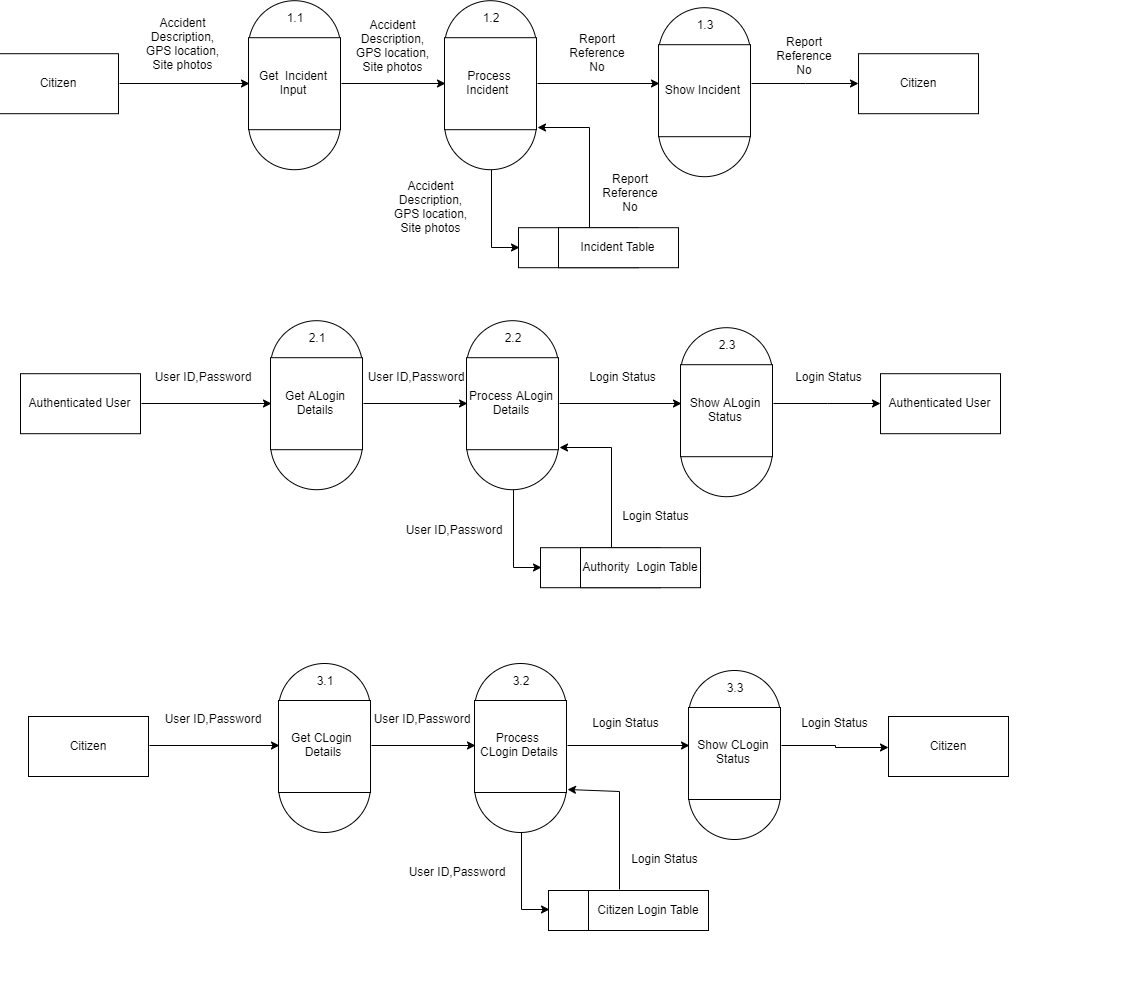 Accident
Description,
GPS location,
Site photos
Accident
Description,
GPS location,
Site photos
Report
Reference
No
Report
Reference
No
Citizen
1.1
Get  Incident
Input
1.2
Process
Incident
1.3
Show Incident
Citizen
Accident
Description,
GPS location,
Site photos
Report
Reference
No
Incident Table
2.1
2.2
2.3
User ID,Password
User ID,Password
Login Status
Login Status
Authenticated User
Get ALogin
Details
Process ALogin
Details
Show ALogin
Status
Authenticated User
User ID,Password
Login Status
Authority  Login Table
3.1
3.2
3.3
User ID,Password
User ID,Password
Login Status
Login Status
Citizen
Get CLogin
Details
Process
CLogin Details
Show CLogin
Status
Citizen
User ID,Password
Login Status
Citizen Login Table